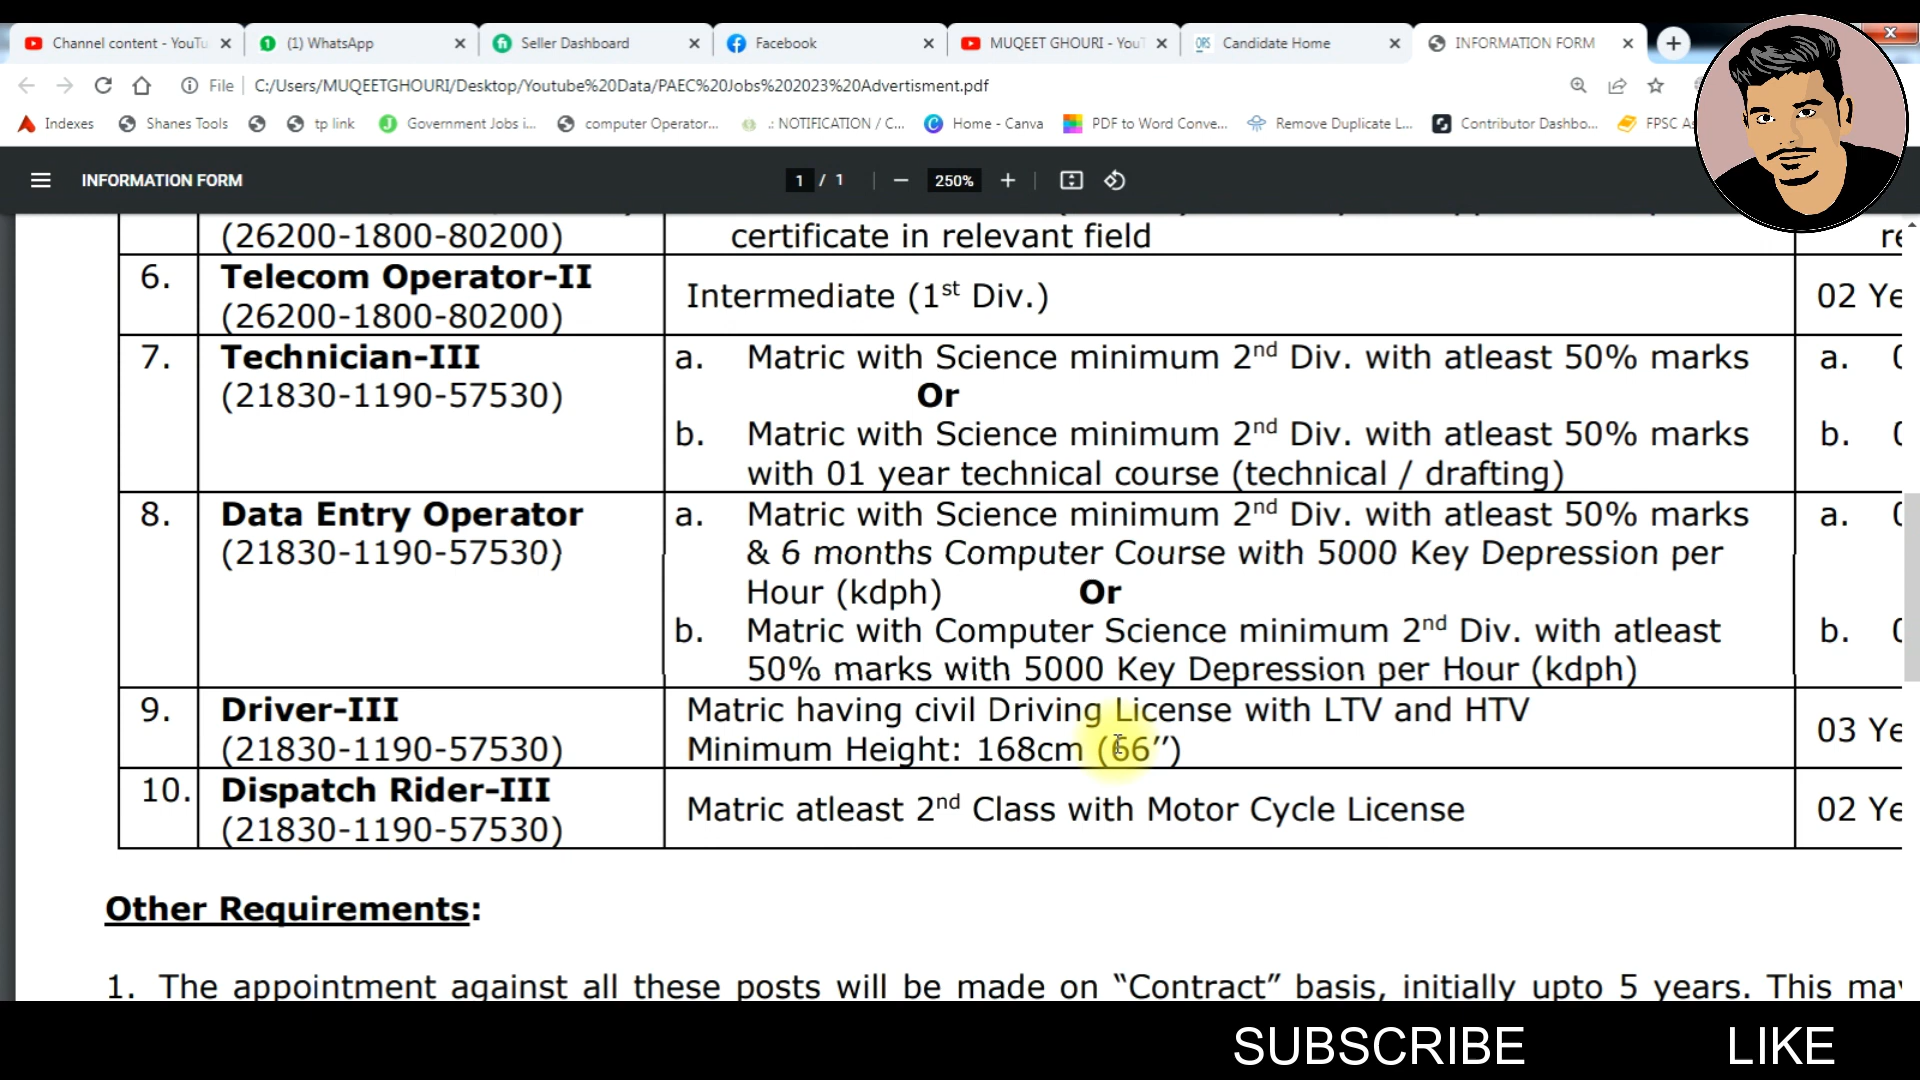 Channel content - YouTu
(1) WhatsApp
Seller Dashboard
Facebook
MUQEET GHOURI - YouT
Candidate Home
INFORMATION FORM
File C:/Users/MUQEETGHOURI/Desktop/Youtube%20Data/PAEC%20Jobs%202023%20Advertisment.pdf
Indexes
Shanes Tools
tp link
Government Jobs i...
computer Operator...
.: NOTIFICATION / C...
Home - Canva
PDF to Word Conve...
Remove Duplicate L...
Contributor Dashbo...
FPSC As
INFORMATION FORM
1 / 1
250%
(26200-1800-80200) certificate in relevant field re
6. Telecom Operator-II
(26200-1800-80200)
Intermediate (1st Div.)
02 Ye
7. Technician-III
(21830-1190-57530)
a. Matric with Science minimum 2nd Div. with atleast 50% marks
Or
b. Matric with Science minimum 2nd Div. with atleast 50% marks
with 01 year technical course (technical / drafting)
a.
b.
8. Data Entry Operator
(21830-1190-57530)
a. Matric with Science minimum 2nd Div. with atleast 50% marks
& 6 months Computer Course with 5000 Key Depression per
Hour (kdph) Or
b. Matric with Computer Science minimum 2nd Div. with atleast
50% marks with 5000 Key Depression per Hour (kdph)
a.
b.
9. Driver-III
(21830-1190-57530)
Matric having civil Driving License with LTV and HTV
Minimum Height: 168cm (66’’)
03 Ye
10. Dispatch Rider-III
(21830-1190-57530)
Matric atleast 2nd Class with Motor Cycle License
02 Ye
Other Requirements:
1. The appointment against all these posts will be made on “Contract” basis, initially upto 5 years. This may
SUBSCRIBE
LIKE